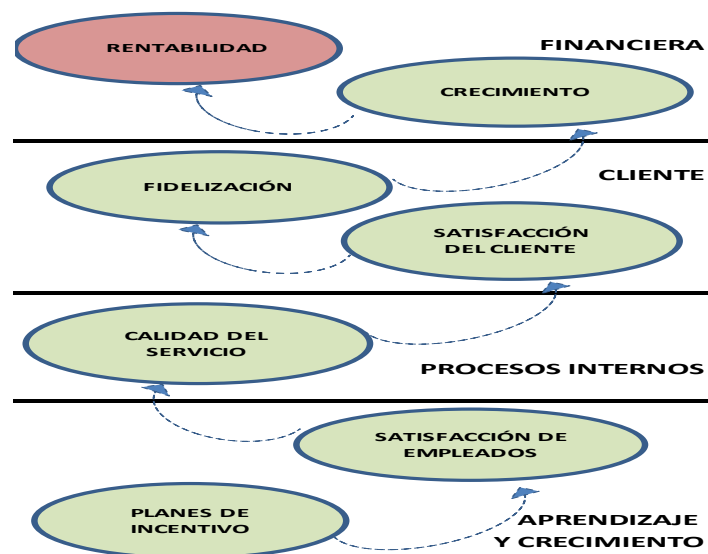 RENTABILIDAD
FINANCIERA
CRECIMIENTO
CLIENTE
FIDELIZACIÓN
SATISFACCIÓN
DEL CLIENTE
CALIDAD DEL
SERVICIO
PROCESOS INTERNOS
SATISFACCIÓN DE
EMPLEADOS
PLANES DE
INCENTIVO
APRENDIZAJE
Y CRECIMIENTO